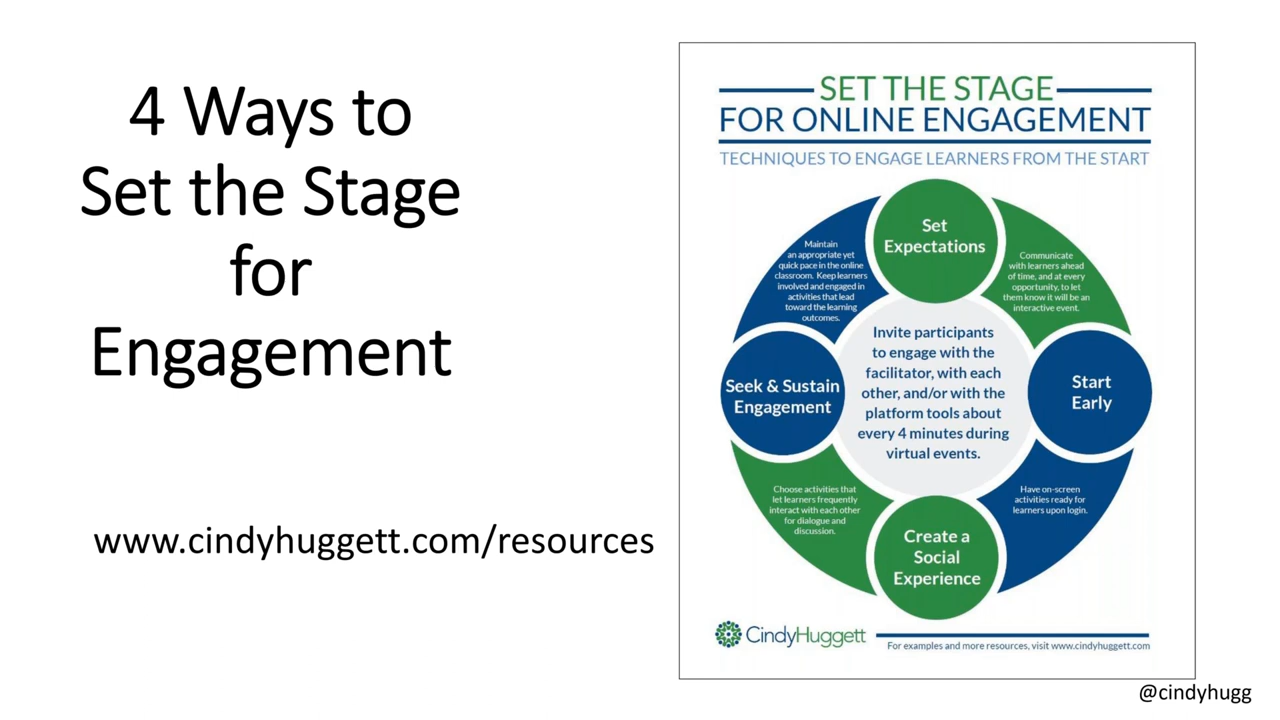 4 Ways to
Set the Stage
for
Engagement
www.cindyhuggett.com/resources
SET THE STAGE
FOR ONLINE ENGAGEMENT
TECHNIQUES TO ENGAGE LEARNERS FROM THE START
Set
Expectations
Communicate
with learners ahead
of time, and at every
opportunity, to let
them know it will be an
interactive event.
Start
Early
Have on-screen
activities ready for
learners upon login.
Create a
Social
Experience
Choose activities that
let learners frequently
interact with each other
for dialogue and
discussion.
Seek & Sustain
Engagement
Maintain
an appropriate yet
quick pace in the online
classroom. Keep learners
involved and engaged in
activities that lead
toward the learning
outcomes.
Invite participants
to engage with the
facilitator, with each
other, and/or with the
platform tools about
every 4 minutes during
virtual events.
CindyHuggett
For examples and more resources, visit www.cindyhuggett.com
@cindyhugg